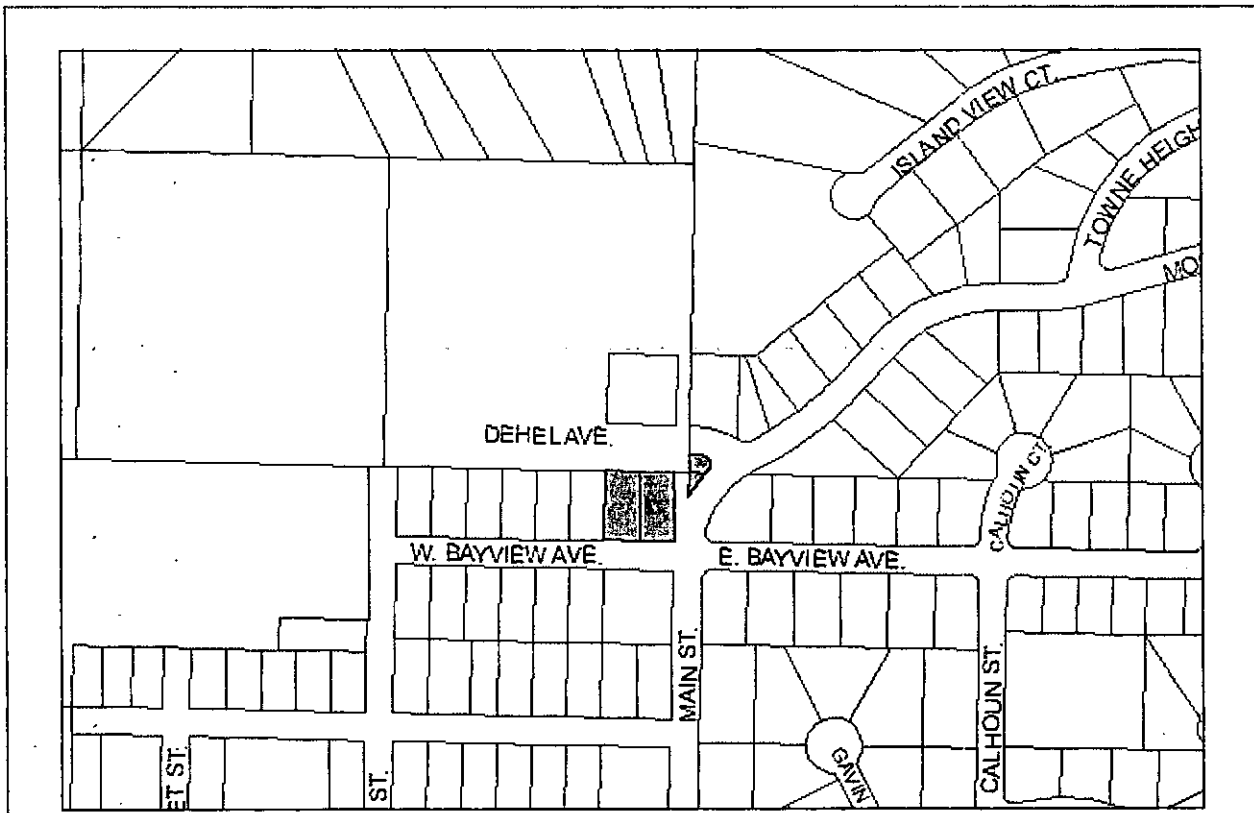 ISLAND VIEW CT.
TOWNE HEIGH
MO
DEHEL AVE.
CALHOUN CT.
W. BAYVIEW AVE.
E. BAYVIEW AVE.
MAIN ST.
CALHOUN ST.
ET ST.
ST.
GAVIN